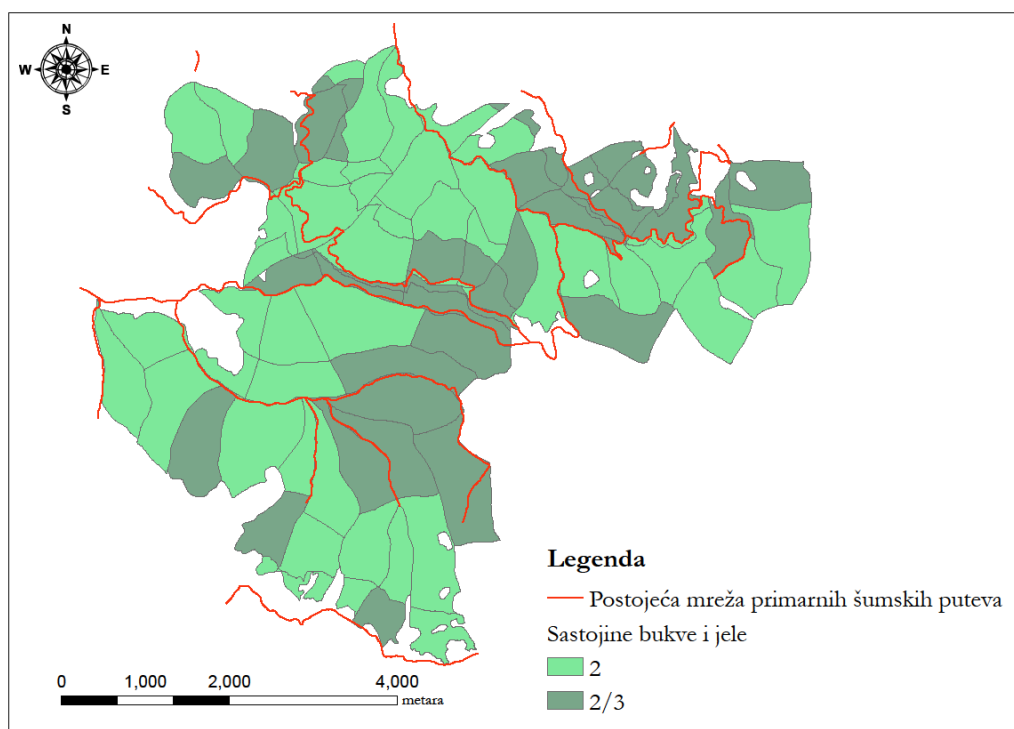 N
W E
S
Legenda
Postojeća mreža primarnih šumskih puteva
Sastojine bukve i jele
2
2/3
0 1,000 2,000 4,000
metara